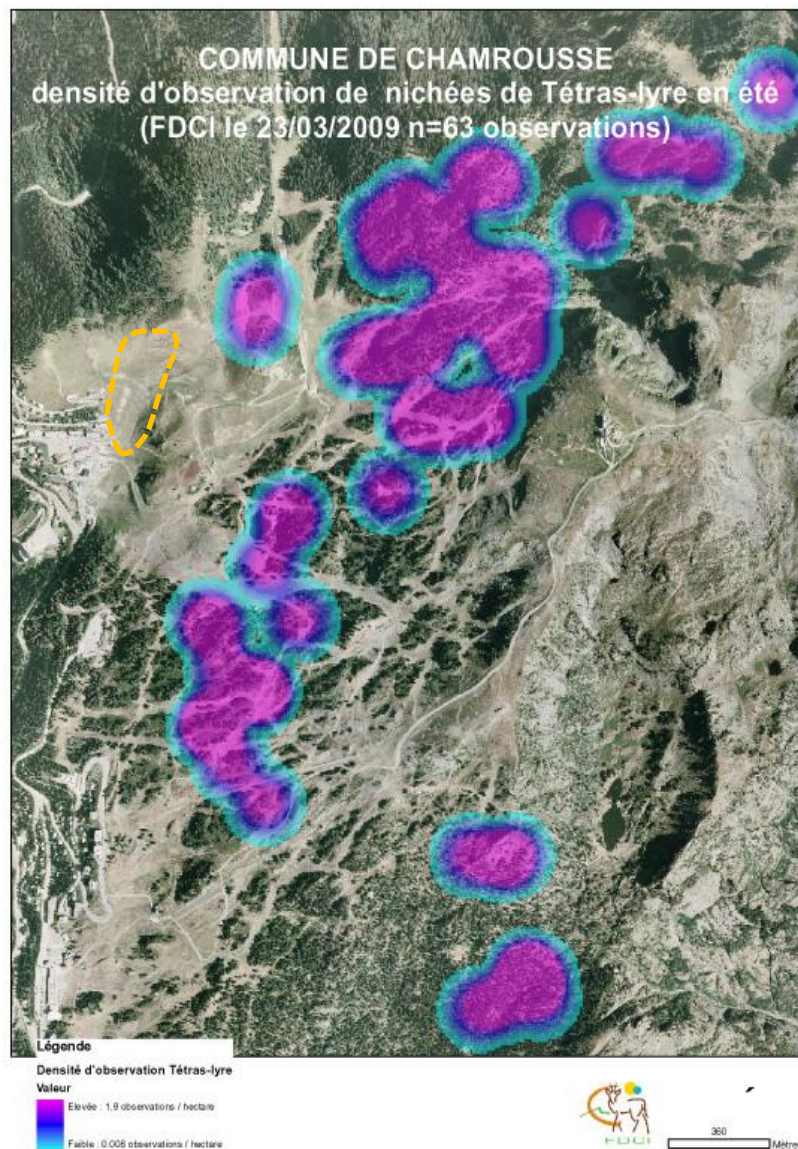 COMMUNE DE CHAMROUSSE
densité d'observation de nichées de Tétras-lyre en été
(FDCI le 23/03/2009 n=63 observations)
Légende
Densité d'observation Tétras-lyre
Valeur
Elevée : 1,9 observations / hectare
Faible : 0.008 observations / hectare
FDCI
360
Mètres